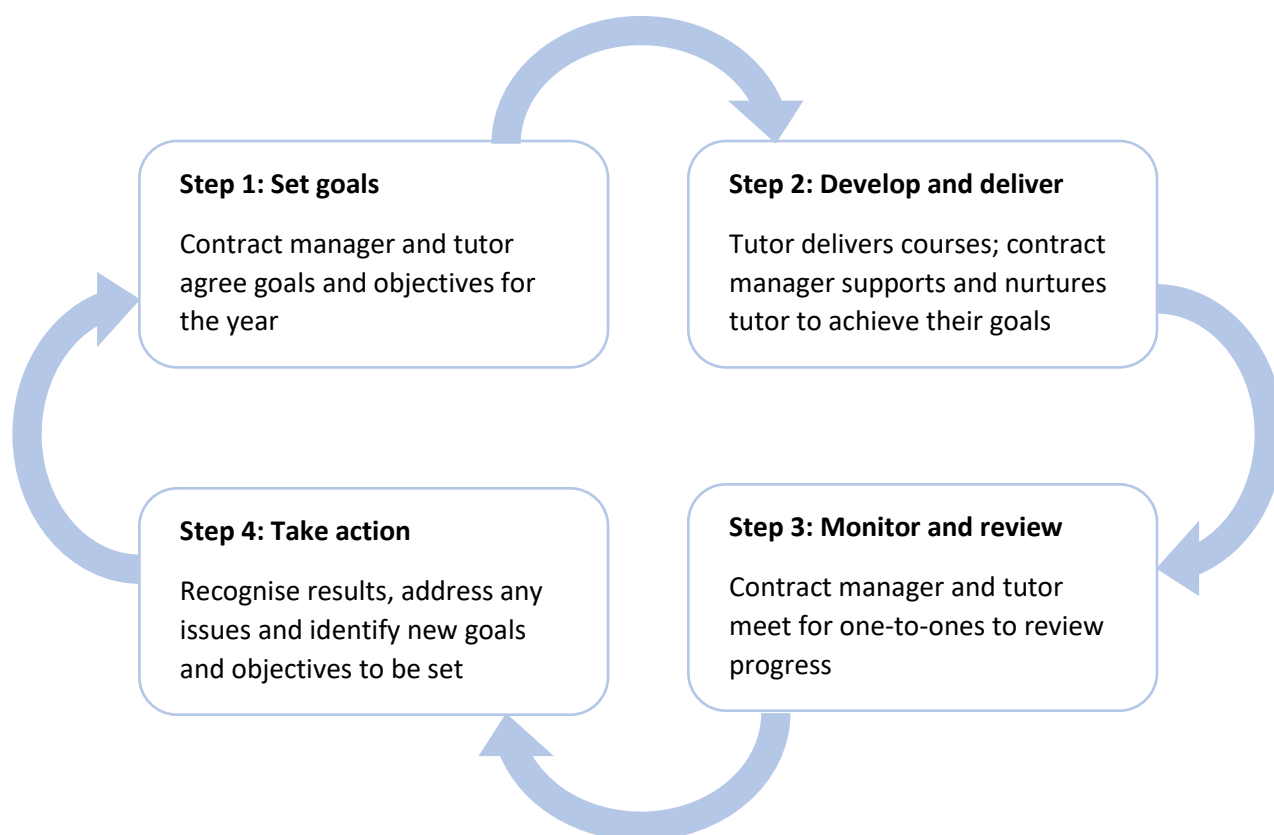 Step 1: Set goals
Contract manager and tutor
agree goals and objectives for
the year
Step 2: Develop and deliver
Tutor delivers courses; contract
manager supports and nurtures
tutor to achieve their goals
Step 3: Monitor and review
Contract manager and tutor
meet for one-to-ones to review
progress
Step 4: Take action
Recognise results, address any
issues and identify new goals
and objectives to be set